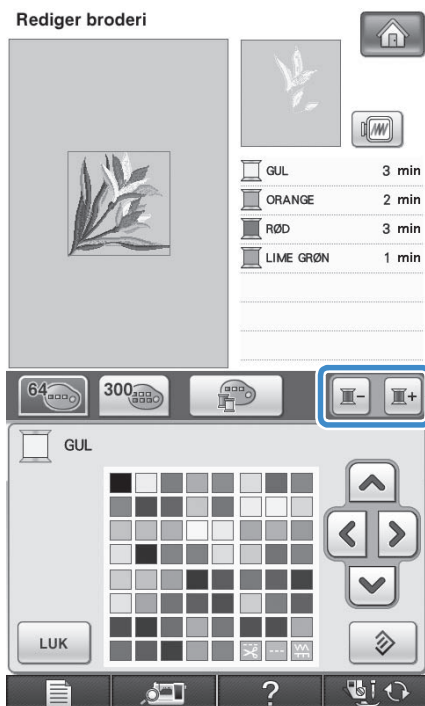 Rediger broderi
GUL 3 min
ORANGE 2 min
RØD 3 min
LIME GRØN 1 min
64
300
- +
GUL
LUK
?